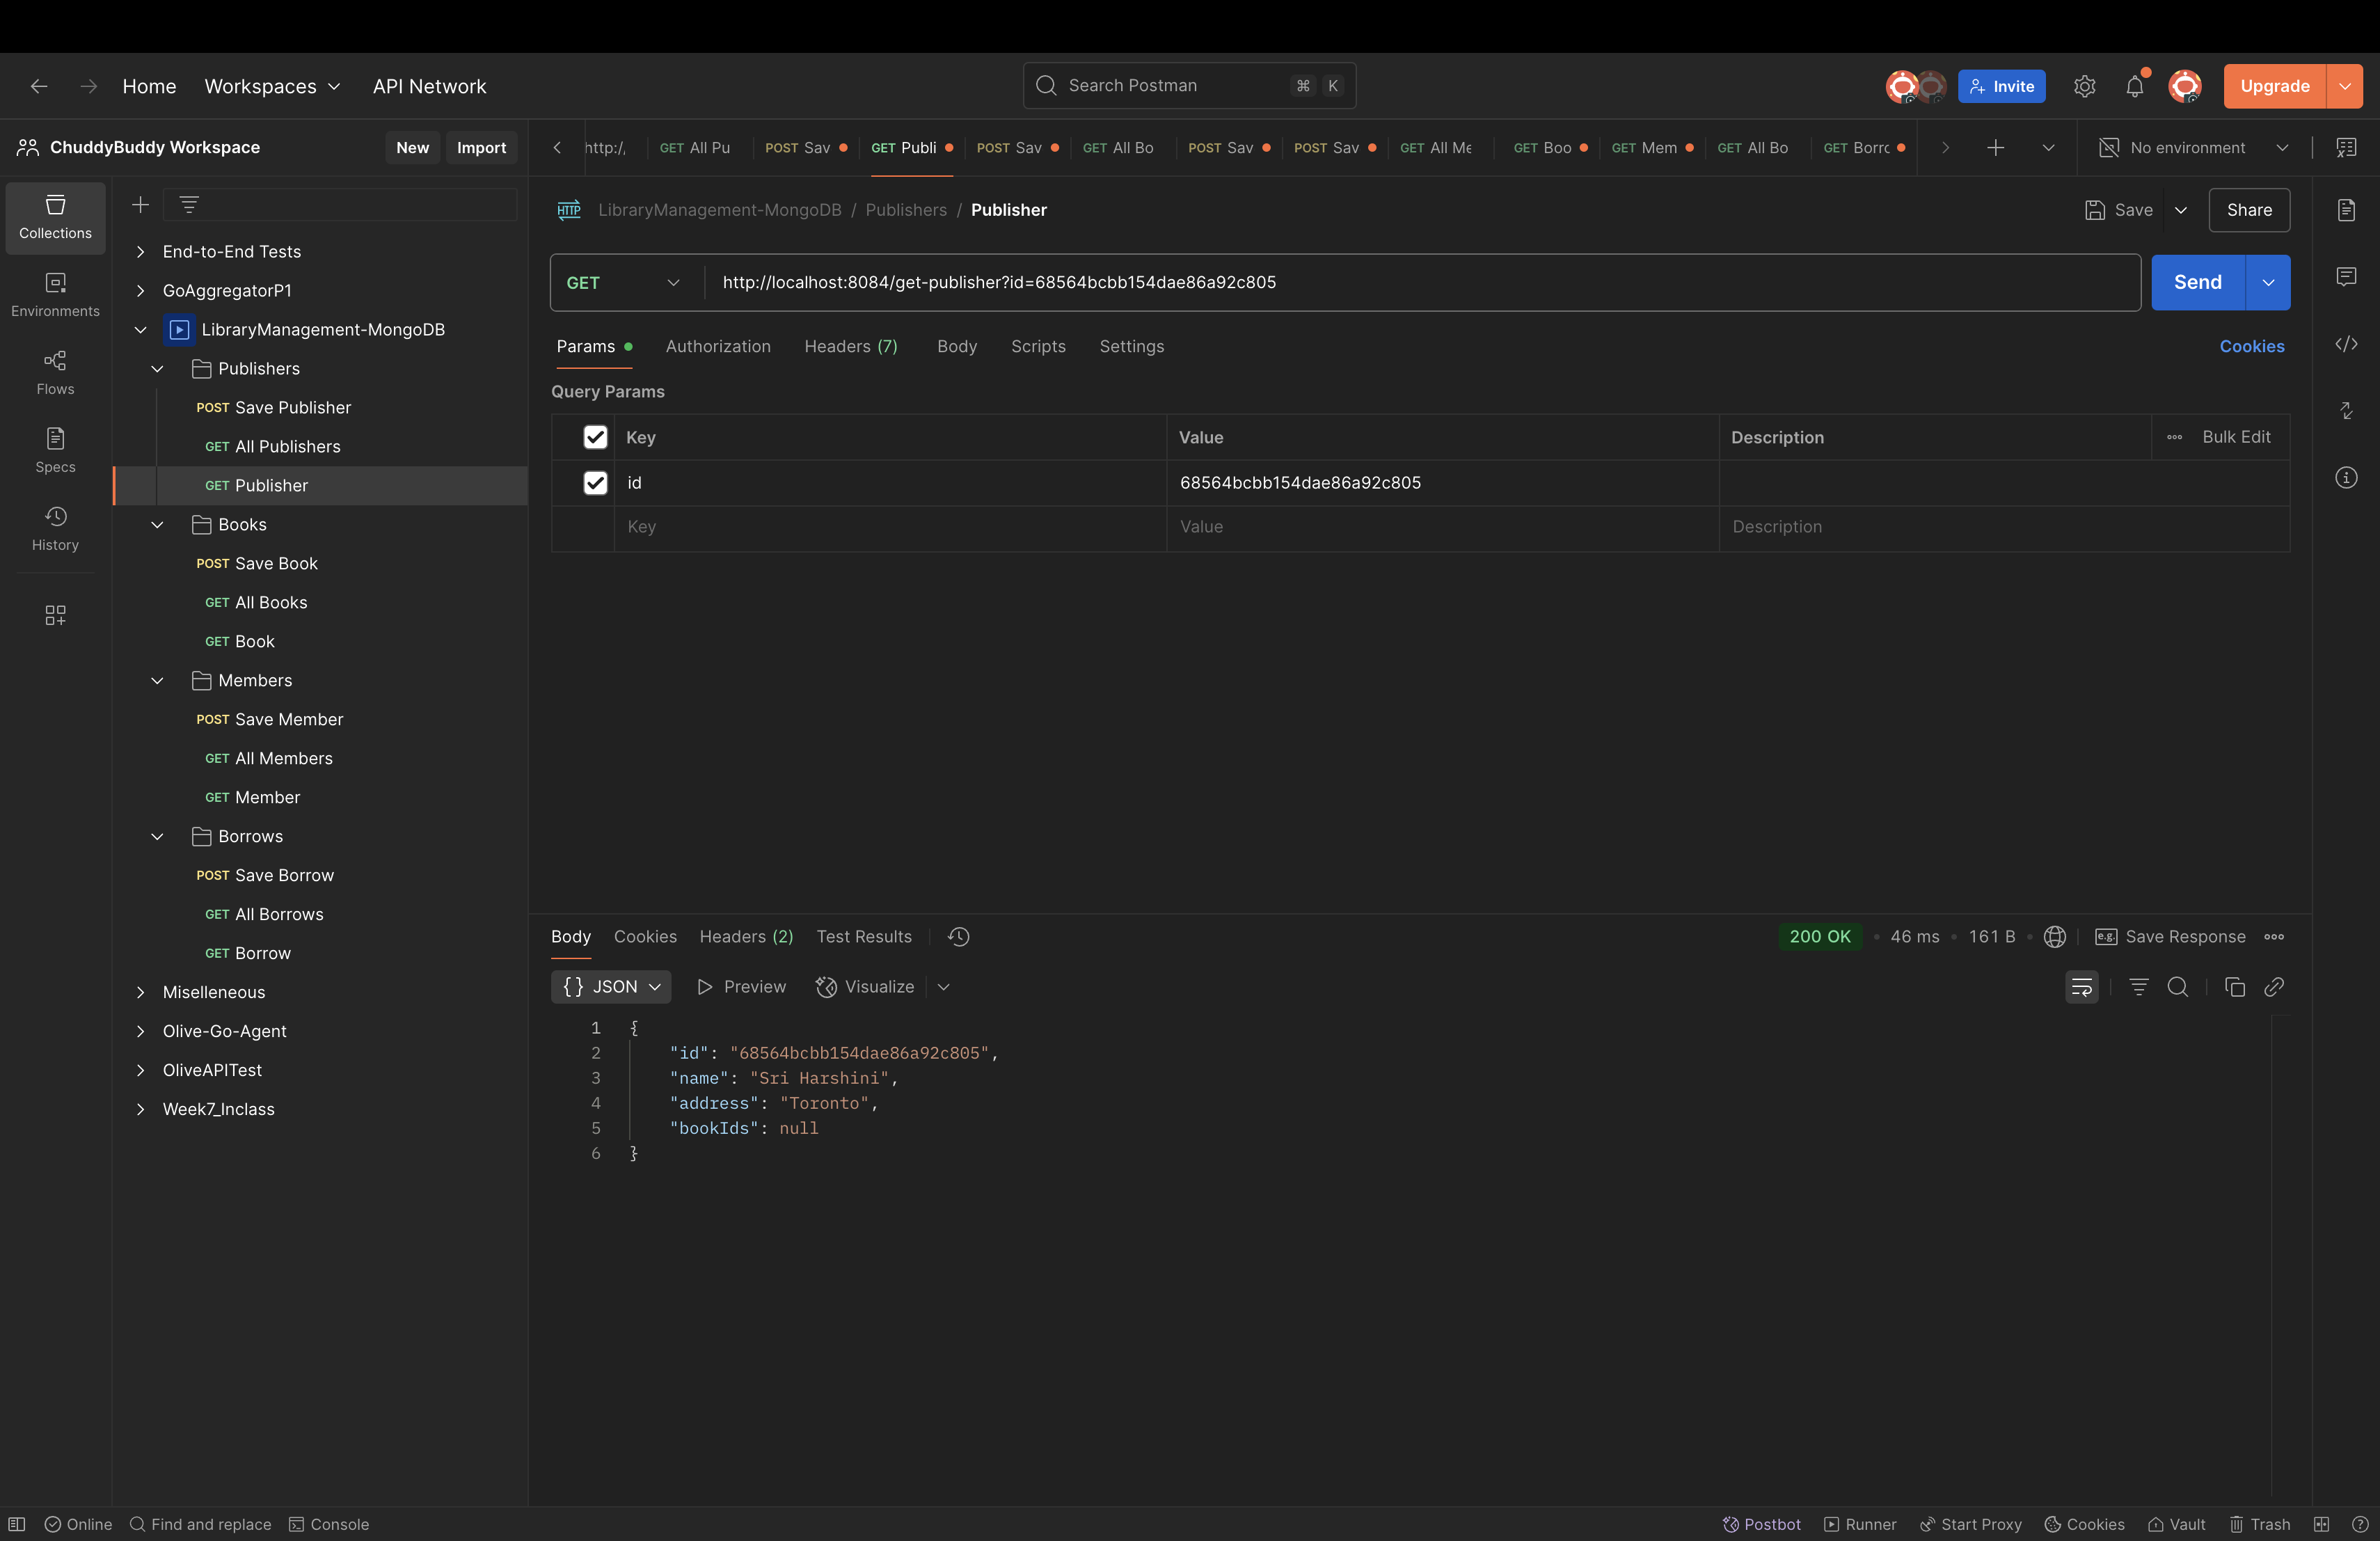 Home Workspaces API Network
Search Postman ⌘ K
Invite
Upgrade
ChuddyBuddy Workspace
New Import
http:/,
GET All Pu
POST Sav
GET Publi
POST Sav
GET All Bo
POST Sav
POST Sav
GET All Me
GET Boo
GET Mem
GET All Bo
GET Borrc
No environment
Collections
Environments
Flows
Specs
History
End-to-End Tests
GoAggregatorP1
LibraryManagement-MongoDB
Publishers
POST Save Publisher
GET All Publishers
GET Publisher
Books
POST Save Book
GET All Books
GET Book
Members
POST Save Member
GET All Members
GET Member
Borrows
POST Save Borrow
GET All Borrows
GET Borrow
Miselleneous
Olive-Go-Agent
OliveAPITest
Week7_Inclass
HTTP LibraryManagement-MongoDB / Publishers / Publisher
Save Share
GET http://localhost:8084/get-publisher?id=68564bcbb154dae86a92c805
Send
Params Authorization Headers (7) Body Scripts Settings
Cookies
Query Params
Key Value Description Bulk Edit
id 68564bcbb154dae86a92c805
Key Value Description
Body Cookies Headers (2) Test Results
200 OK 46 ms 161 B e.g. Save Response
{} JSON Preview Visualize
1 {
2 "id": "68564bcbb154dae86a92c805",
3 "name": "Sri Harshini",
4 "address": "Toronto",
5 "bookIds": null
6 }
Online Find and replace Console
Postbot Runner Start Proxy Cookies Vault Trash